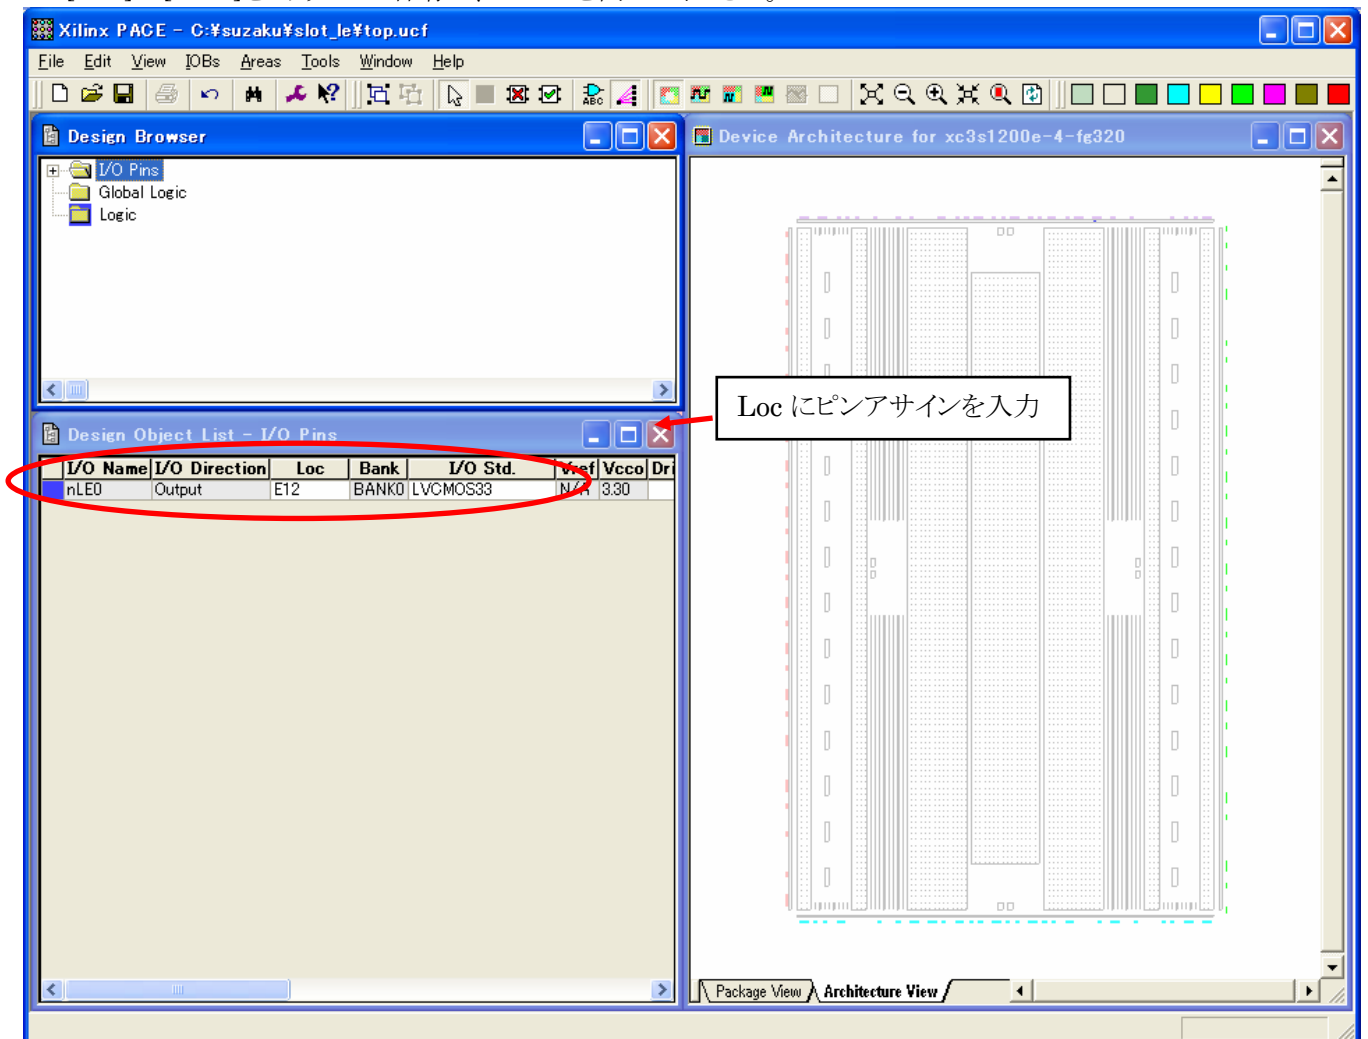 Xilinx PACE - C:¥suzaku¥slot_le¥top.ucf
File Edit View IOBs Areas Tools Window Help
ABC
Design Browser
I/O Pins
Global Logic
Logic
Device Architecture for xc3s1200e-4-fg320
Loc にピンアサインを入力
Design Object List - I/O Pins
I/O Name I/O Direction Loc Bank I/O Std. Vref Vcco Dri
nLE0 Output E12 BANK0 LVCMOS33 N/A 3.30
Package View Architecture View